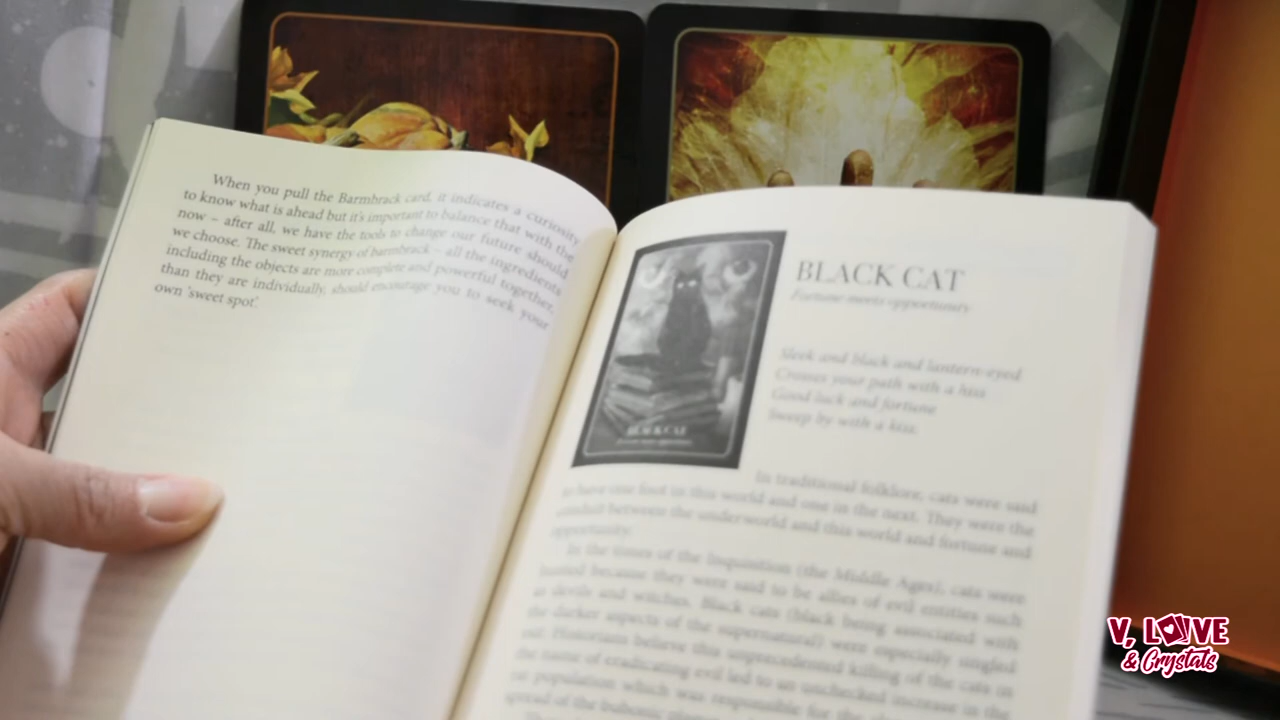 When you pull the Barmbrack card, it indicates a curiosity
to know what is ahead but it's important to balance that with the
now – after all, we have the tools to change our future should
we choose. The sweet synergy of barmbrack – all the ingredients
including the objects are more complete and powerful together,
than they are individually, should encourage you to seek your
own 'sweet spot'.
BLACK CAT
Fortune meets opportunity
Sleek and black and lantern-eyed
Crosses your path with a hiss
Good luck and fortune
Sweep by with a kiss.
BLACK CAT
In traditional folklore, cats were said
to have one foot in this world and one in the next. They were the
conduit between the underworld and this world and fortune and
opportunity.
In the times of the Inquisition (the Middle Ages), cats were
hunted because they were said to be allies of evil entities such
as devils and witches. Black cats (black being associated with
the darker aspects of the supernatural) were especially singled
out. Historians believe this unprecedented killing of the cats in
the name of eradicating evil led to an unchecked increase in the
rat population which was responsible for the
spread of the bubonic
V, LOVE
& Crystals